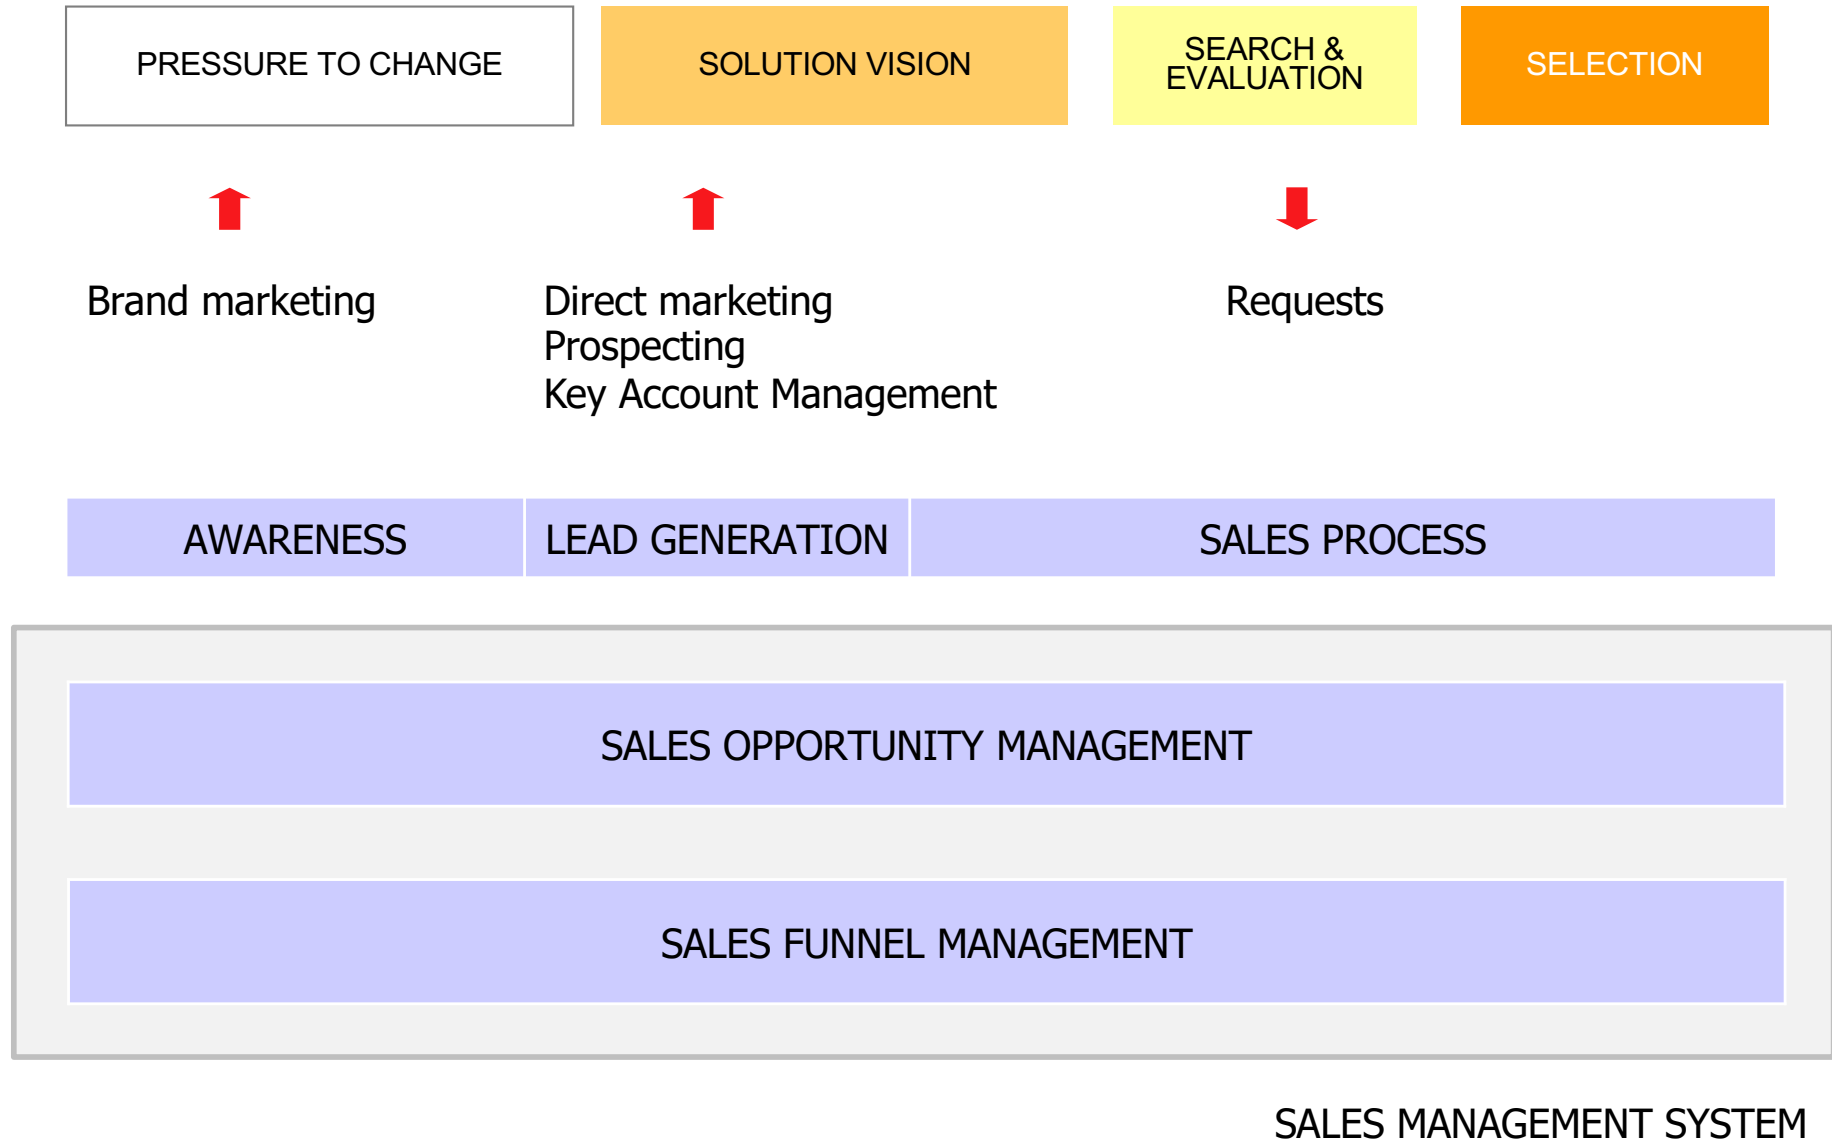 PRESSURE TO CHANGE
SOLUTION VISION
SEARCH &
EVALUATION
SELECTION
Brand marketing
Direct marketing
Prospecting
Key Account Management
Requests
AWARENESS
LEAD GENERATION
SALES PROCESS
SALES OPPORTUNITY MANAGEMENT
SALES FUNNEL MANAGEMENT
SALES MANAGEMENT SYSTEM